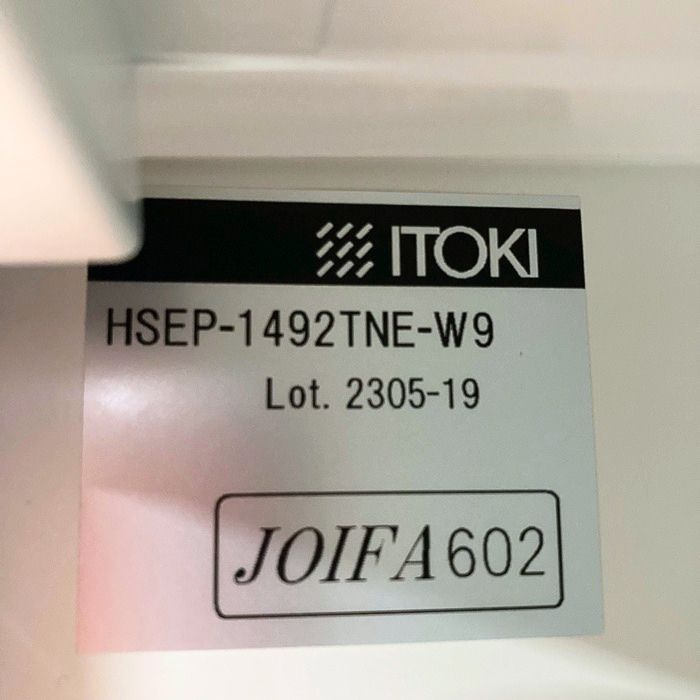 ITOKI
HSEP-1492TNE-W9
Lot. 2305-19
JOIFA602